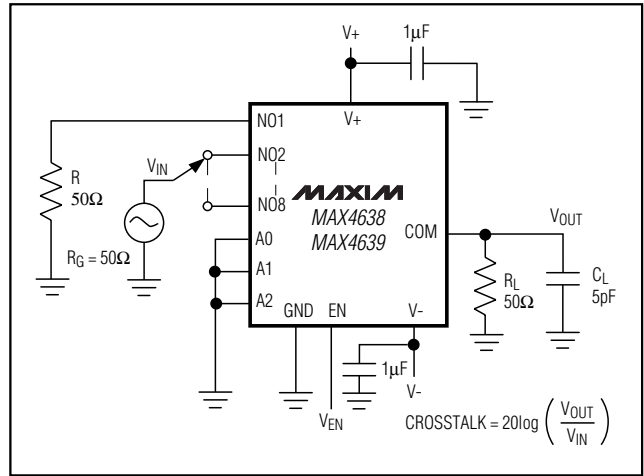 V+
1µF
V+
NO1
NO2
NO8
VIN
R
50Ω
RG = 50Ω
MAXIM
MAX4638
MAX4639
COM
VOUT
A0
A1
A2
RL
50Ω
CL
5pF
GND
EN
V-
1µF
V-
VEN
CROSSTALK = 20log (VOUT/VIN)